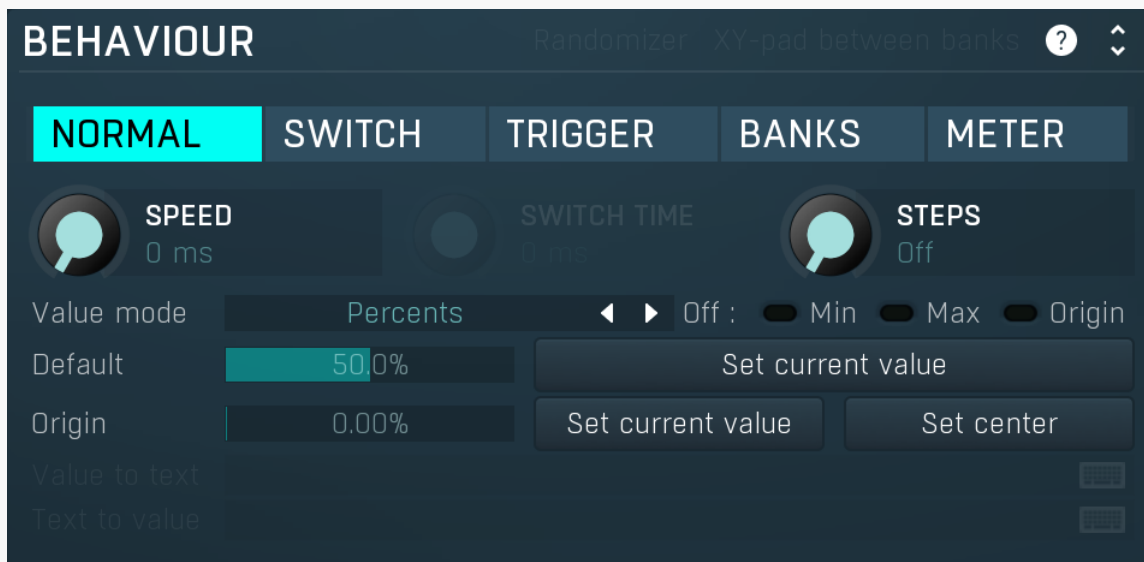 BEHAVIOUR Randomizer XY-pad between banks ?
NORMAL SWITCH TRIGGER BANKS METER
SPEED SWITCH TIME STEPS
0 ms 0 ms Off
Value mode Percents Off : Min Max Origin
Default 50.0% Set current value
Origin 0.00% Set current value Set center
Value to text
Text to value